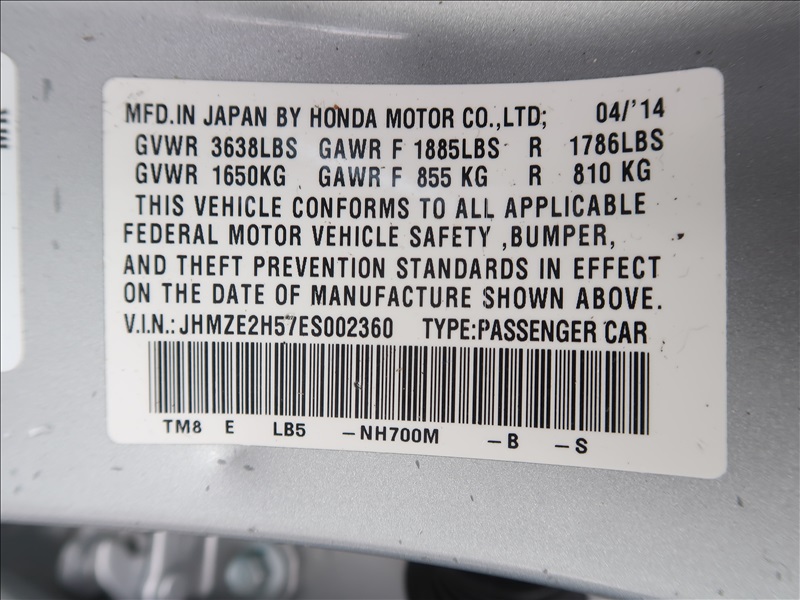 MFD.IN JAPAN BY HONDA MOTOR CO.,LTD; 04/'14
GVWR 3638LBS GAWR F 1885LBS R 1786LBS
GVWR 1650KG GAWR F 855 KG R 810 KG
THIS VEHICLE CONFORMS TO ALL APPLICABLE
FEDERAL MOTOR VEHICLE SAFETY ,BUMPER,
AND THEFT PREVENTION STANDARDS IN EFFECT
ON THE DATE OF MANUFACTURE SHOWN ABOVE.
V.I.N.:JHMZE2H57ES002360 TYPE:PASSENGER CAR
TM8 E LB5 -NH700M -B -S